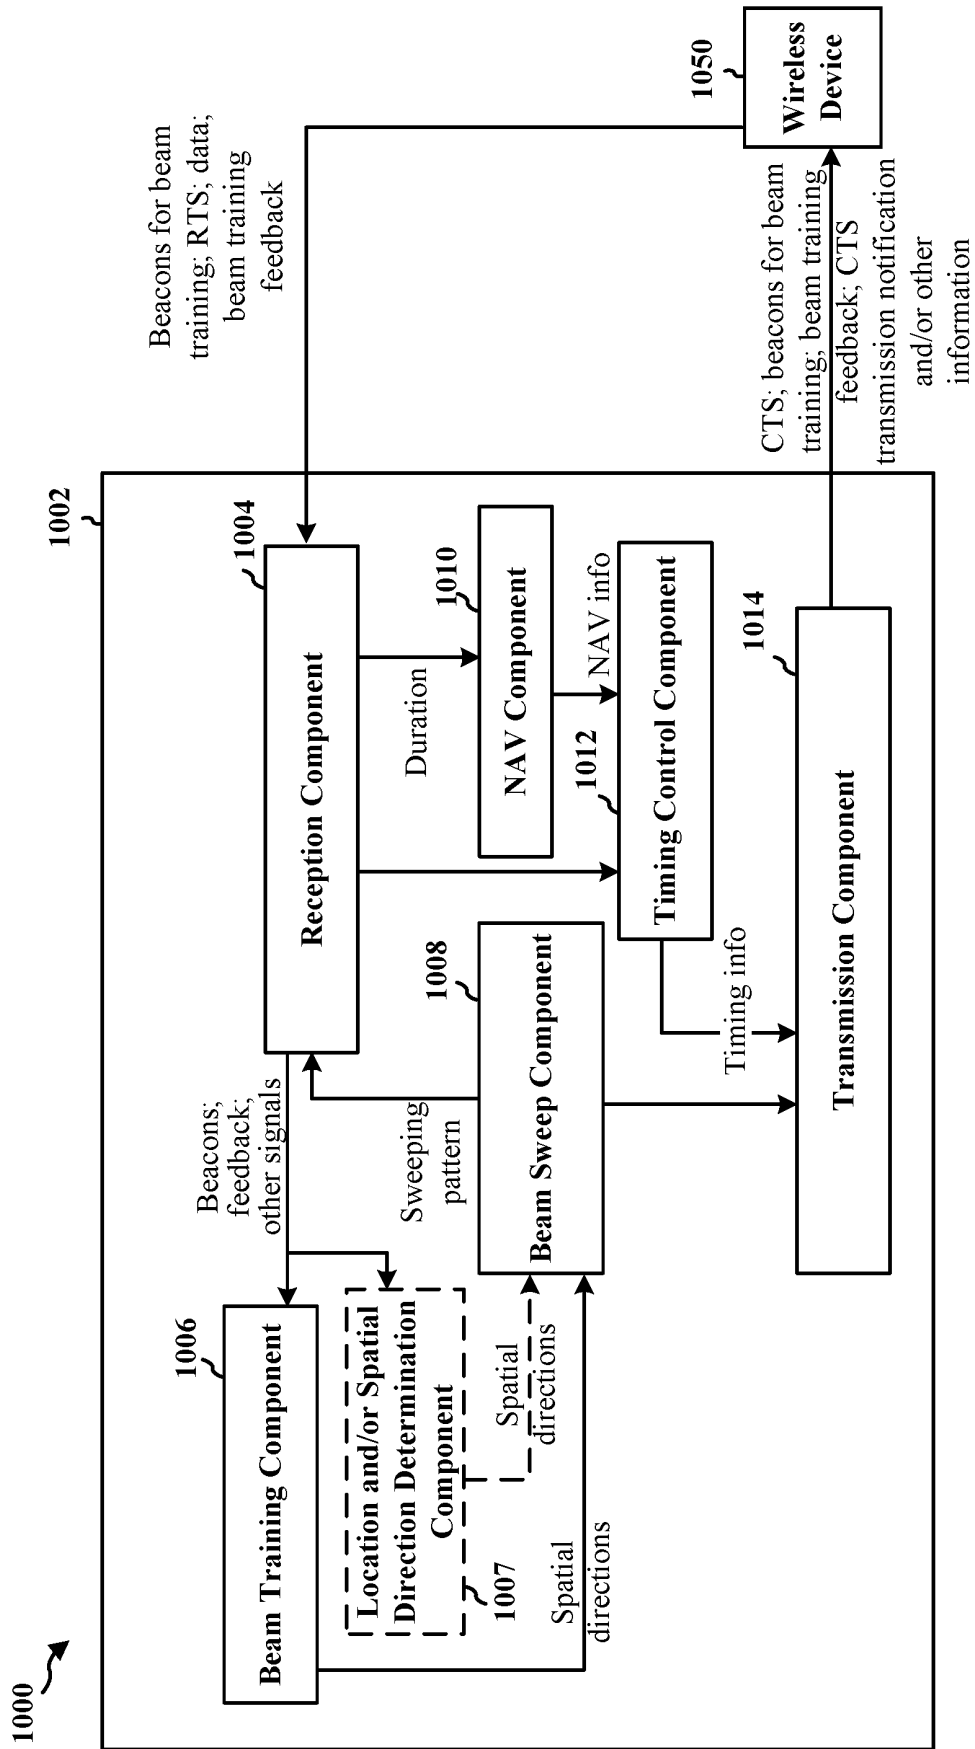 1000
1002
1006
Beam Training Component
Beacons;
feedback;
other signals
1004
Reception Component
Beacons for beam
training; RTS; data;
beam training
feedback
Location and/or Spatial
Direction Determination
Component
1007
Sweeping
pattern
Duration
1010
NAV Component
Spatial
directions
Spatial
directions
1008
Beam Sweep Component
NAV info
1012
Timing Control Component
Timing info
1014
Transmission Component
1050
Wireless
Device
CTS; beacons for beam
training; beam training
feedback; CTS
transmission notification
and/or other
information